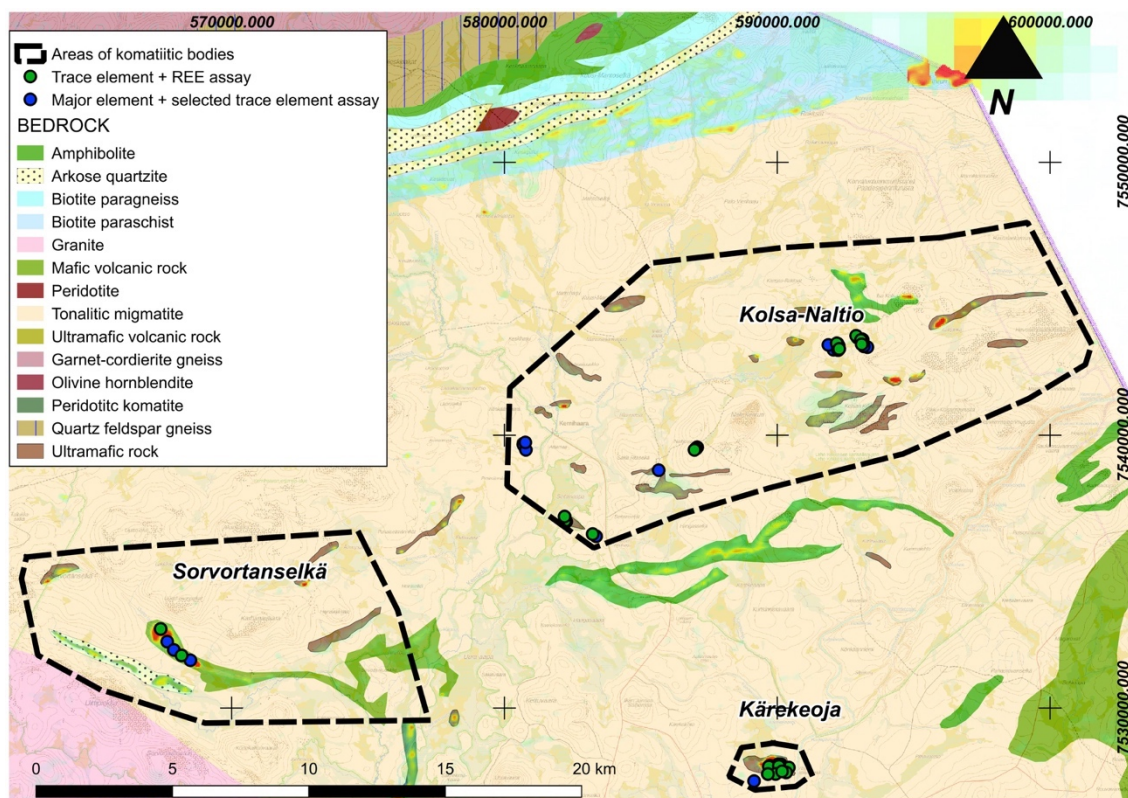 570000.000
580000.000
590000.000
600000.000
Areas of komatiitic bodies
Trace element + REE assay
Major element + selected trace element assay
BEDROCK
Amphibolite
Arkose quartzite
Biotite paragneiss
Biotite paraschist
Granite
Mafic volcanic rock
Peridotite
Tonalitic migmatite
Ultramafic volcanic rock
Garnet-cordierite gneiss
Olivine hornblendite
Peridotitc komatite
Quartz feldspar gneiss
Ultramafic rock
N
7550000.000
Kolsa-Naltio
7540000.000
Sorvortanselkä
Kärekeoja
7530000.000
0
5
10
15
20 km